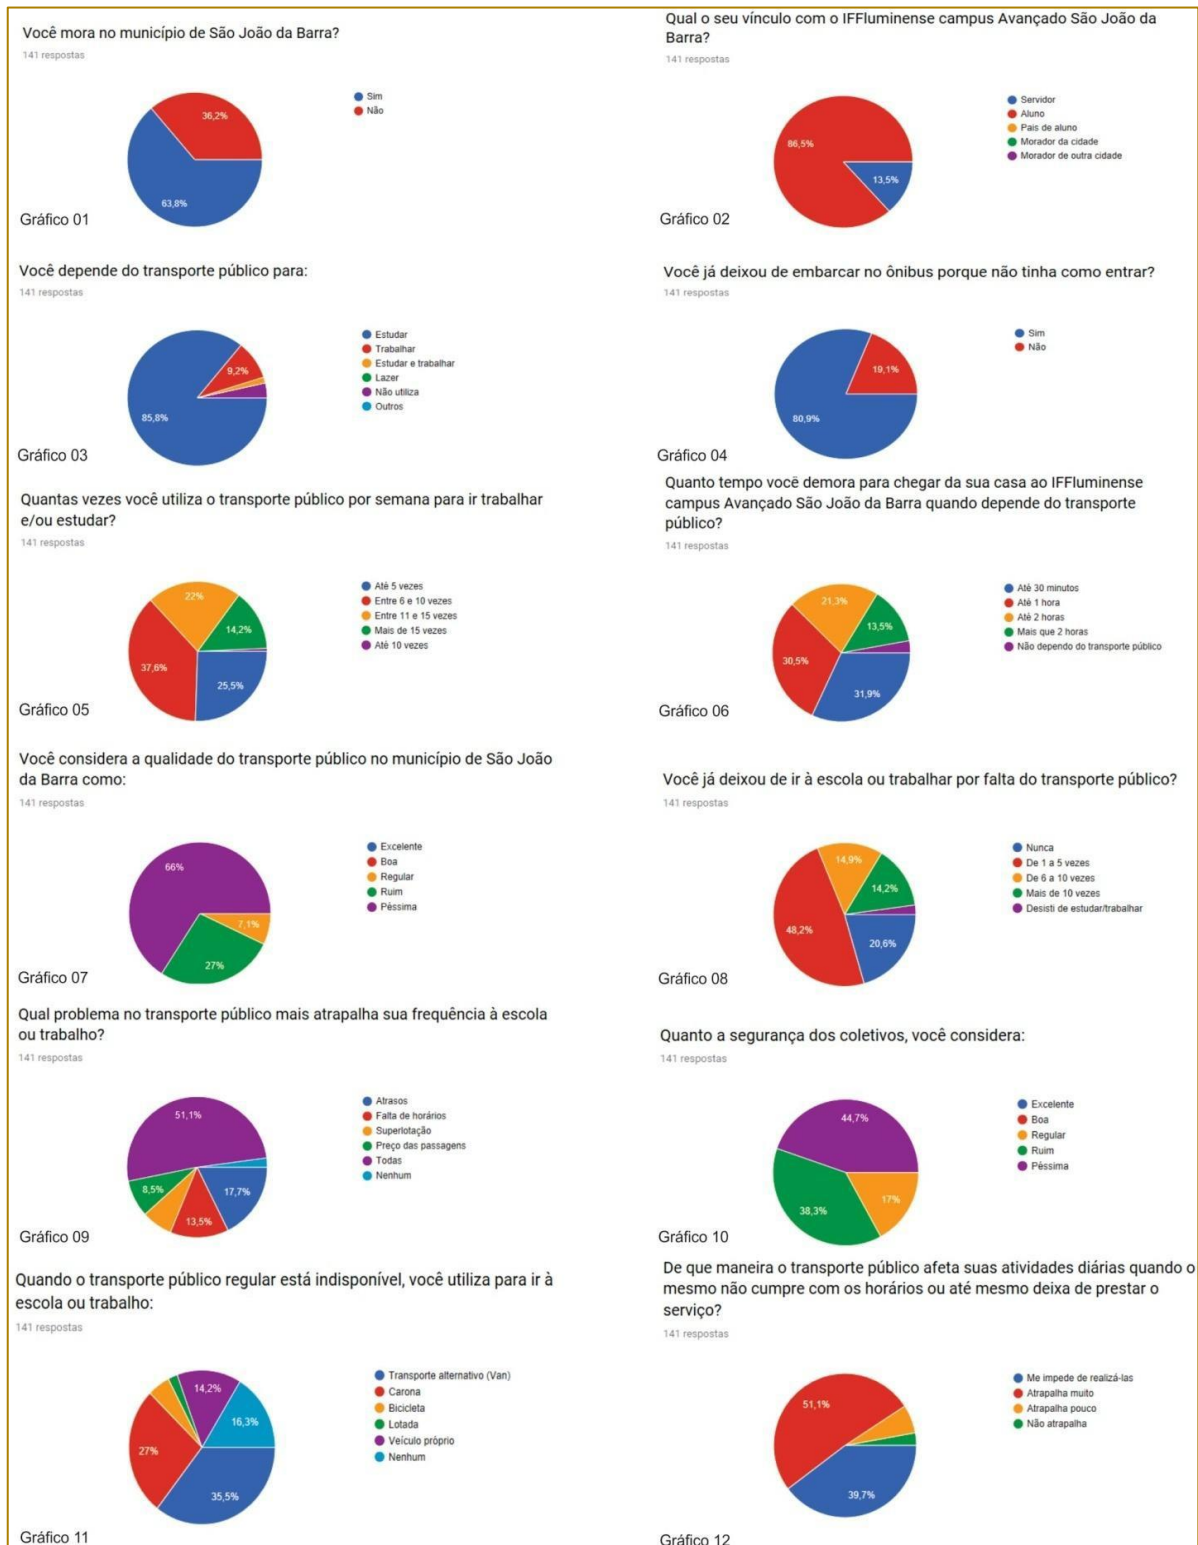 Você mora no município de São João da Barra?
141 respostas
Sim
Não
36,2%
63,8%
Gráfico 01
Qual o seu vínculo com o IFFluminense campus Avançado São João da
Barra?
141 respostas
Servidor
Aluno
Pais de aluno
Morador da cidade
Morador de outra cidade
86,5%
13,5%
Gráfico 02
Você depende do transporte público para:
141 respostas
Estudar
Trabalhar
Estudar e trabalhar
Lazer
Não utiliza
Outros
9,2%
85,8%
Gráfico 03
Você já deixou de embarcar no ônibus porque não tinha como entrar?
141 respostas
Sim
Não
19,1%
80,9%
Gráfico 04
Quantas vezes você utiliza o transporte público por semana para ir trabalhar
e/ou estudar?
141 respostas
Até 5 vezes
Entre 6 e 10 vezes
Entre 11 e 15 vezes
Mais de 15 vezes
Até 10 vezes
22%
14,2%
37,6%
25,5%
Gráfico 05
Quanto tempo você demora para chegar da sua casa ao IFFluminense
campus Avançado São João da Barra quando depende do transporte
público?
141 respostas
Até 30 minutos
Até 1 hora
Até 2 horas
Mais que 2 horas
Não dependo do transporte público
21,3%
13,5%
30,5%
31,9%
Gráfico 06
Você considera a qualidade do transporte público no município de São João
da Barra como:
141 respostas
Excelente
Boa
Regular
Ruim
Péssima
66%
7,1%
27%
Gráfico 07
Você já deixou de ir à escola ou trabalhar por falta do transporte público?
141 respostas
Nunca
De 1 a 5 vezes
De 6 a 10 vezes
Mais de 10 vezes
Desisti de estudar/trabalhar
14,9%
14,2%
48,2%
20,6%
Gráfico 08
Qual problema no transporte público mais atrapalha sua frequência à escola
ou trabalho?
141 respostas
Atrasos
Falta de horários
Superlotação
Preço das passagens
Todas
Nenhum
51,1%
8,5%
17,7%
13,5%
Gráfico 09
Quanto a segurança dos coletivos, você considera:
141 respostas
Excelente
Boa
Regular
Ruim
Péssima
44,7%
38,3%
17%
Gráfico 10
Quando o transporte público regular está indisponível, você utiliza para ir à
escola ou trabalho:
141 respostas
Transporte alternativo (Van)
Carona
Bicicleta
Lotada
Veículo próprio
Nenhum
14,2%
16,3%
27%
35,5%
Gráfico 11
De que maneira o transporte público afeta suas atividades diárias quando o
mesmo não cumpre com os horários ou até mesmo deixa de prestar o
serviço?
141 respostas
Me impede de realizá-las
Atrapalha muito
Atrapalha pouco
Não atrapalha
51,1%
39,7%
Gráfico 12